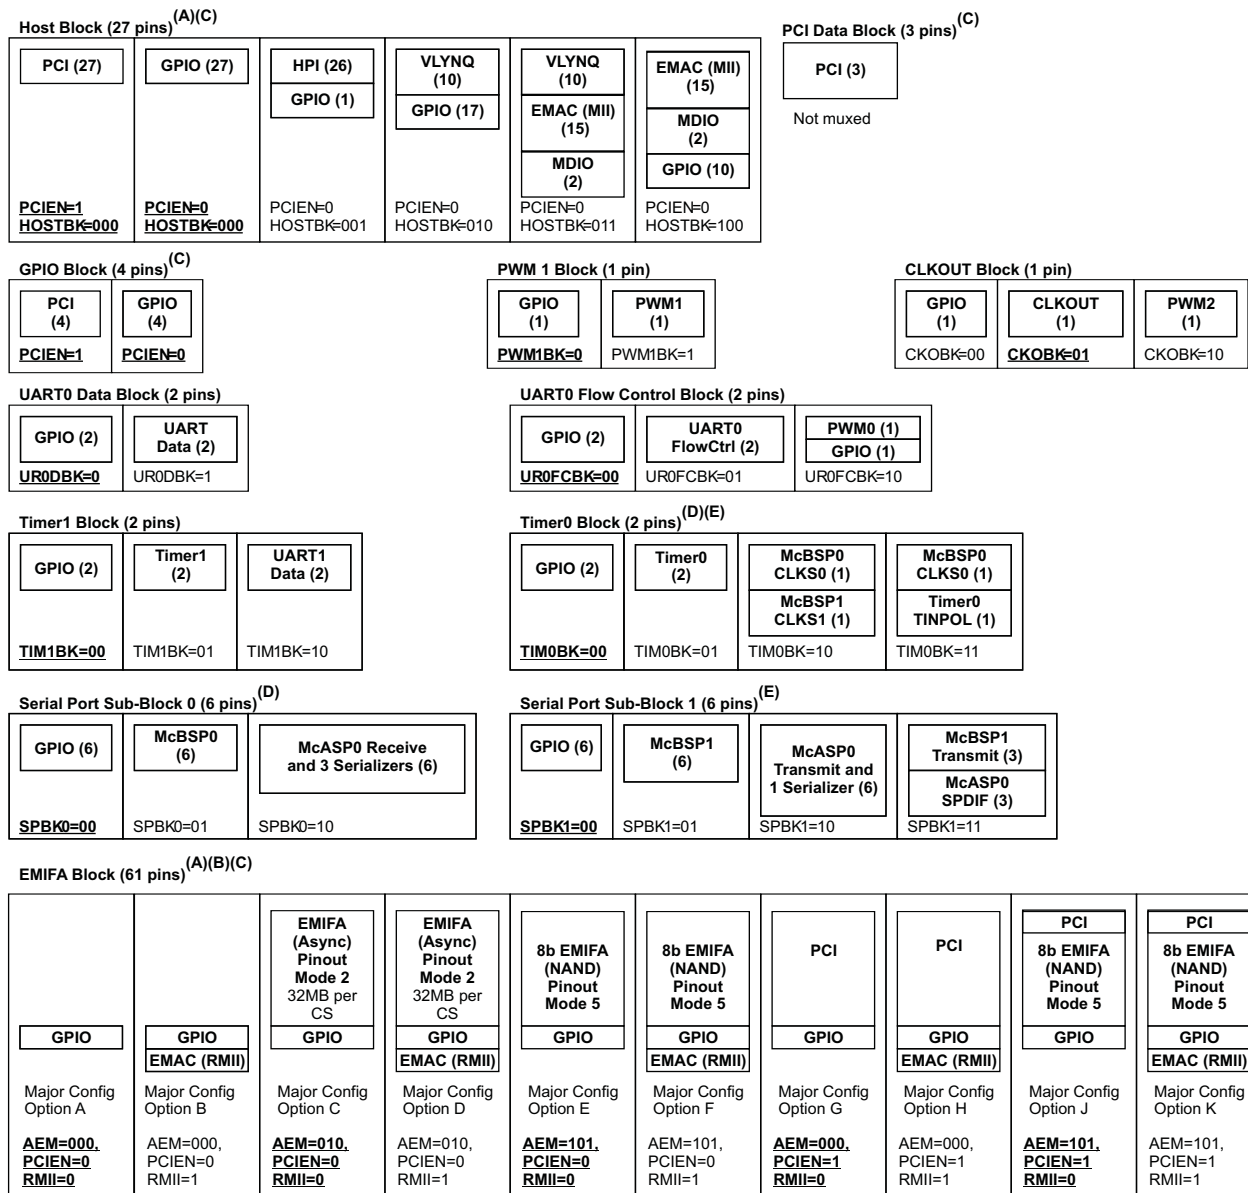 Host Block (27 pins)(A)(C)
PCI (27)
PCIEN=1
HOSTBK=000
GPIO (27)
PCIEN=0
HOSTBK=000
HPI (26)
GPIO (1)
PCIEN=0
HOSTBK=001
VLYNQ
(10)
GPIO (17)
PCIEN=0
HOSTBK=010
VLYNQ
(10)
EMAC (MII)
(15)
MDIO
(2)
PCIEN=0
HOSTBK=011
EMAC (MII)
(15)
MDIO
(2)
GPIO (10)
PCIEN=0
HOSTBK=100
PCI Data Block (3 pins)(C)
PCI (3)
Not muxed
GPIO Block (4 pins)(C)
PCI
(4)
PCIEN=1
GPIO
(4)
PCIEN=0
PWM 1 Block (1 pin)
GPIO
(1)
PWM1BK=0
PWM1
(1)
PWM1BK=1
CLKOUT Block (1 pin)
GPIO
(1)
CKOBK=00
CLKOUT
(1)
CKOBK=01
PWM2
(1)
CKOBK=10
UART0 Data Block (2 pins)
GPIO (2)
UR0DBK=0
UART
Data (2)
UR0DBK=1
UART0 Flow Control Block (2 pins)
GPIO (2)
UR0FCBK=00
UART0
FlowCtrl (2)
UR0FCBK=01
PWM0 (1)
GPIO (1)
UR0FCBK=10
Timer1 Block (2 pins)
GPIO (2)
TIM1BK=00
Timer1
(2)
TIM1BK=01
UART1
Data (2)
TIM1BK=10
Timer0 Block (2 pins)(D)(E)
GPIO (2)
TIM0BK=00
Timer0
(2)
TIM0BK=01
McBSP0
CLKS0 (1)
McBSP1
CLKS1 (1)
TIM0BK=10
McBSP0
CLKS0 (1)
Timer0
TINPOL (1)
TIM0BK=11
Serial Port Sub-Block 0 (6 pins)(D)
GPIO (6)
SPBK0=00
McBSP0
(6)
SPBK0=01
McASP0 Receive
and 3 Serializers (6)
SPBK0=10
Serial Port Sub-Block 1 (6 pins)(E)
GPIO (6)
SPBK1=00
McBSP1
(6)
SPBK1=01
McASP0
Transmit and
1 Serializer (6)
SPBK1=10
McBSP1
Transmit (3)
McASP0
SPDIF (3)
SPBK1=11
EMIFA Block (61 pins)(A)(B)(C)
GPIO
Major Config
Option A
AEM=000,
PCIEN=0
RMII=0
GPIO
EMAC (RMII)
Major Config
Option B
AEM=000,
PCIEN=0
RMII=1
EMIFA
(Async)
Pinout
Mode 2
32MB per
CS
GPIO
Major Config
Option C
AEM=010,
PCIEN=0
RMII=0
EMIFA
(Async)
Pinout
Mode 2
32MB per
CS
GPIO
EMAC (RMII)
Major Config
Option D
AEM=010,
PCIEN=0
RMII=1
8b EMIFA
(NAND)
Pinout
Mode 5
GPIO
Major Config
Option E
AEM=101,
PCIEN=0
RMII=0
8b EMIFA
(NAND)
Pinout
Mode 5
GPIO
EMAC (RMII)
Major Config
Option F
AEM=101,
PCIEN=0
RMII=1
PCI
GPIO
Major Config
Option G
AEM=000,
PCIEN=1
RMII=0
PCI
GPIO
EMAC (RMII)
Major Config
Option H
AEM=000,
PCIEN=1
RMII=1
PCI
8b EMIFA
(NAND)
Pinout
Mode 5
GPIO
Major Config
Option J
AEM=101,
PCIEN=1
RMII=0
PCI
8b EMIFA
(NAND)
Pinout
Mode 5
GPIO
EMAC (RMII)
Major Config
Option K
AEM=101,
PCIEN=1
RMII=1